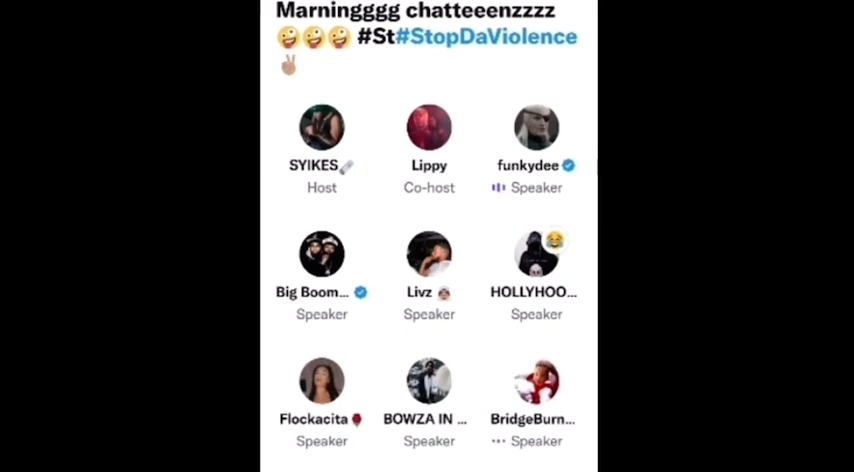 Marningggg chatteeenzzzz
🤪🤪🤪 #St#StopDaViolence
✌🏽
SYIKES Lippy funkydee
Host Co-host Speaker
Big Boom... Livz HOLLYHOO...
Speaker Speaker Speaker
Flockacita🌹 BOWZA IN ... BridgeBurn...
Speaker Speaker Speaker